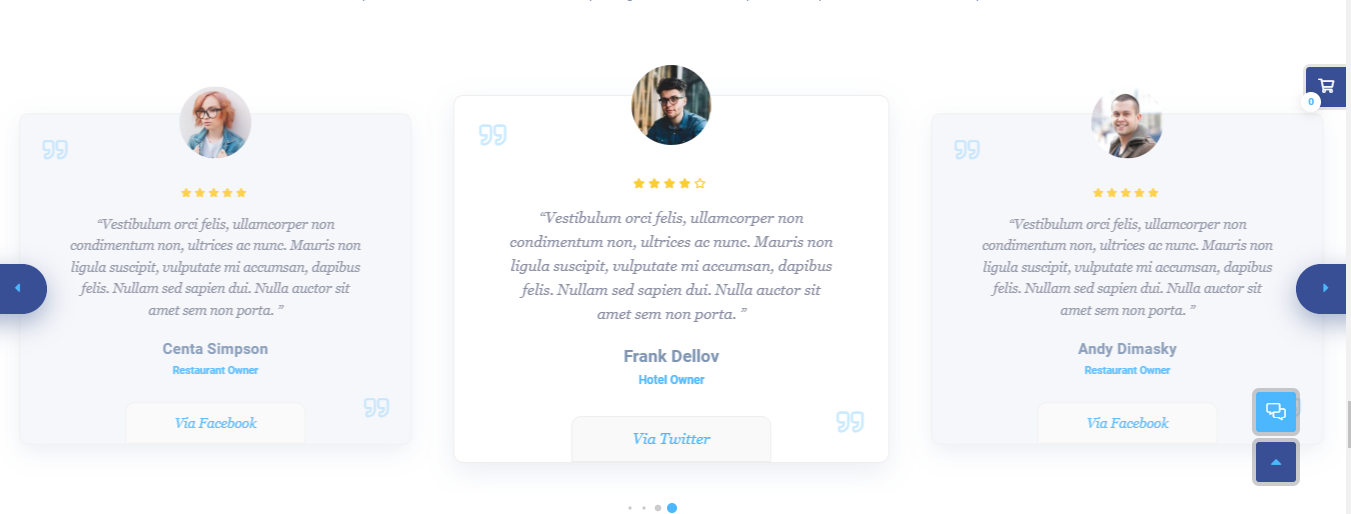 0
“Vestibulum orci felis, ullamcorper non
condimentum non, ultrices ac nunc. Mauris non
ligula suscipit, vulputate mi accumsan, dapibus
felis. Nullam sed sapien dui. Nulla auctor sit
amet sem non porta. ”
Centa Simpson
Restaurant Owner
Via Facebook
“Vestibulum orci felis, ullamcorper non
condimentum non, ultrices ac nunc. Mauris non
ligula suscipit, vulputate mi accumsan, dapibus
felis. Nullam sed sapien dui. Nulla auctor sit
amet sem non porta. ”
Frank Dellov
Hotel Owner
Via Twitter
“Vestibulum orci felis, ullamcorper non
condimentum non, ultrices ac nunc. Mauris non
ligula suscipit, vulputate mi accumsan, dapibus
felis. Nullam sed sapien dui. Nulla auctor sit
amet sem non porta. ”
Andy Dimasky
Restaurant Owner
Via Facebook